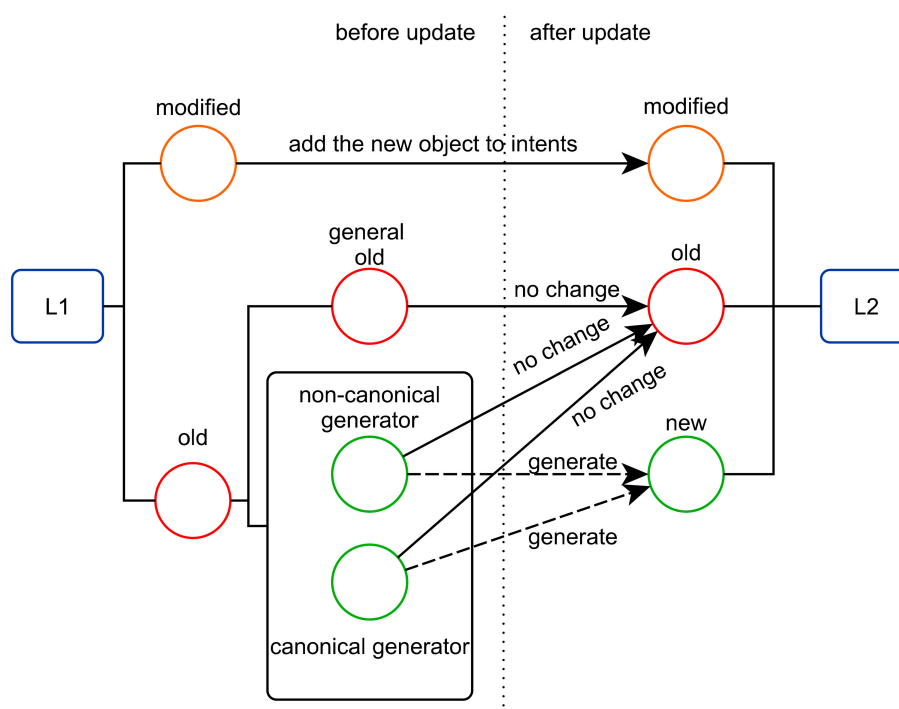 before update
after update
modified
modified
add the new object to intents
general
old
old
no change
L1
L2
no change
no change
non-canonical
generator
old
new
generate
generate
canonical generator